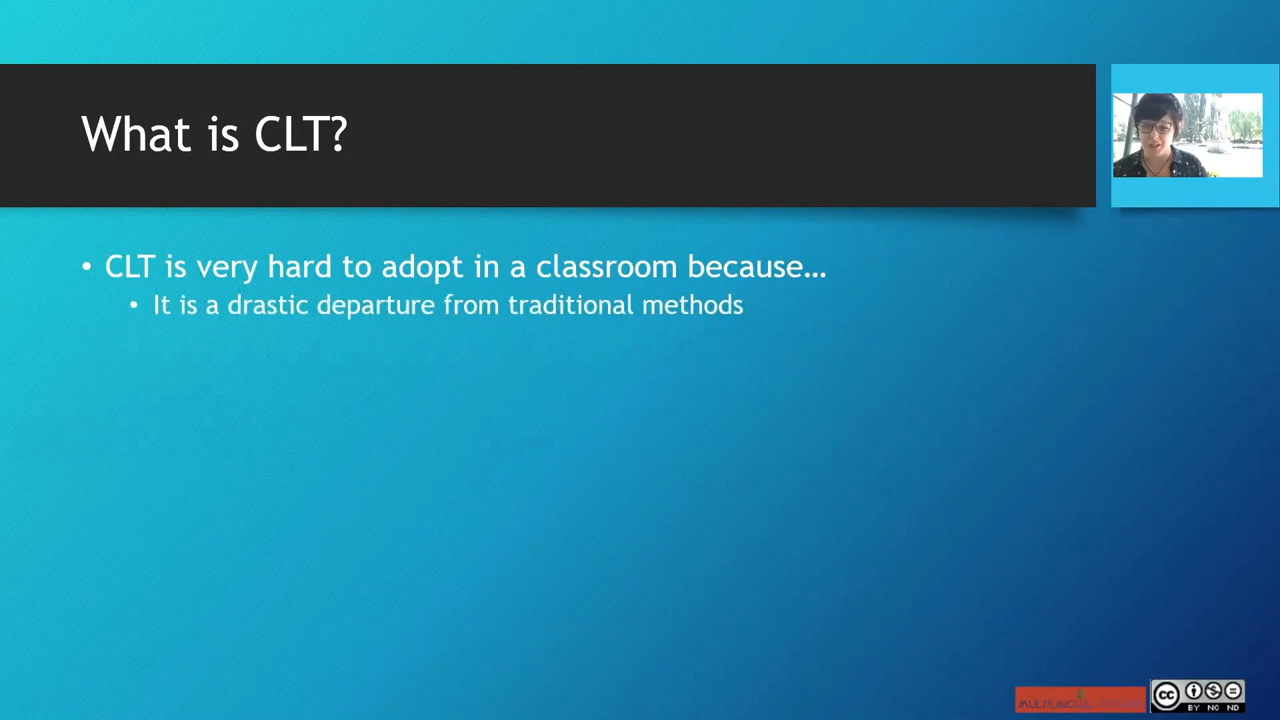 What is CLT?
• CLT is very hard to adopt in a classroom because…
• It is a drastic departure from traditional methods
cc
BY NC ND